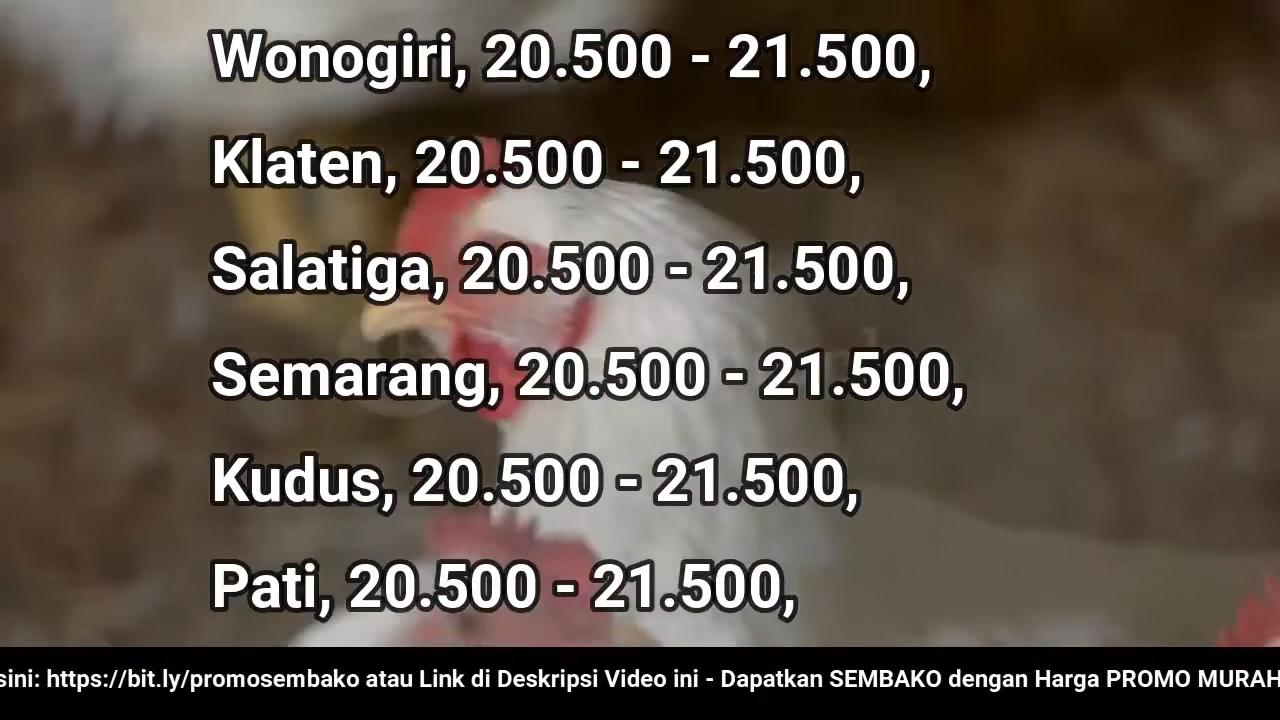 Wonogiri, 20.500 - 21.500,
Klaten, 20.500 - 21.500,
Salatiga, 20.500 - 21.500,
Semarang, 20.500 - 21.500,
Kudus, 20.500 - 21.500,
Pati, 20.500 - 21.500,
sini: https://bit.ly/promosembako atau Link di Deskripsi Video ini - Dapatkan SEMBAKO dengan Harga PROMO MURAH